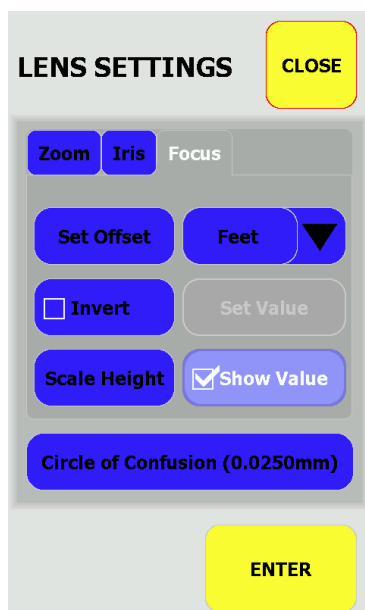 LENS SETTINGS
CLOSE
Zoom Iris Focus
Set Offset Feet
Invert Set Value
Scale Height Show Value
Circle of Confusion (0.0250mm)
ENTER